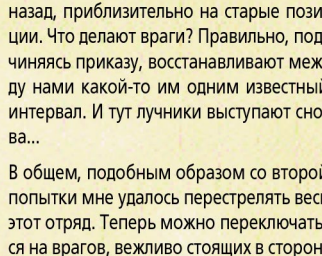 назад, приблизительно на старые пози
ции. Что делают враги? Правильно, под
чиняясь приказу, восстанавливают меж
ду нами какой-то им одним известный
интервал. И тут лучники выступают сно
ва...
В общем, подобным образом со второй
попытки мне удалось перестрелять весь
этот отряд. Теперь можно переключать
ся на врагов, вежливо стоящих в сторон